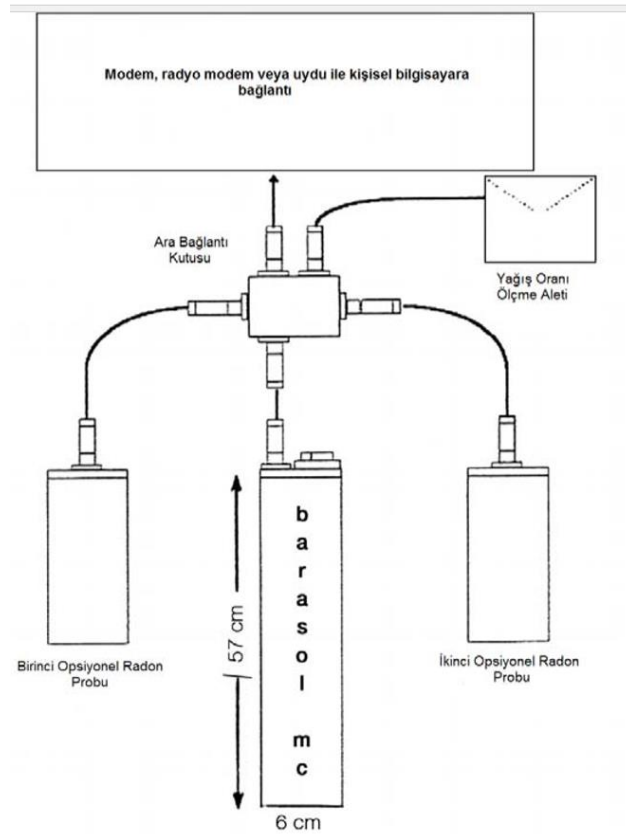 Modem, radyo modem veya uydu ile kişisel bilgisayara
bağlantı
Ara Bağlantı
Kutusu
Yağış Oranı
Ölçme Aleti
barasol mc
57 cm
Birinci Opsiyonel Radon
Probu
İkinci Opsiyonel Radon
Probu
6 cm